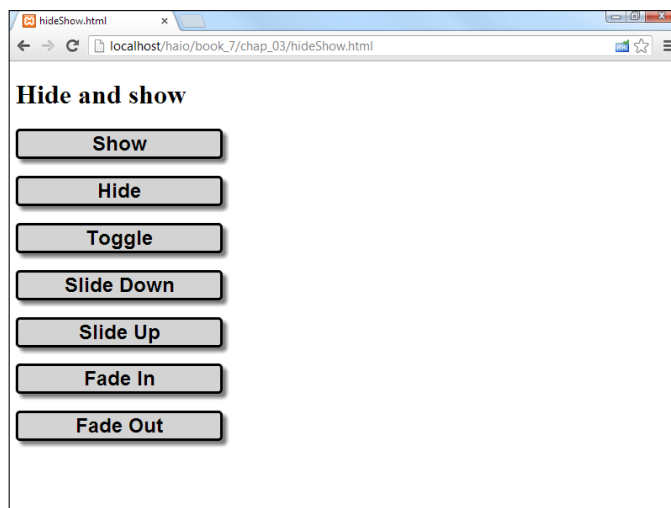 hideShow.html
localhost/haio/book_7/chap_03/hideShow.html
Hide and show
Show
Hide
Toggle
Slide Down
Slide Up
Fade In
Fade Out